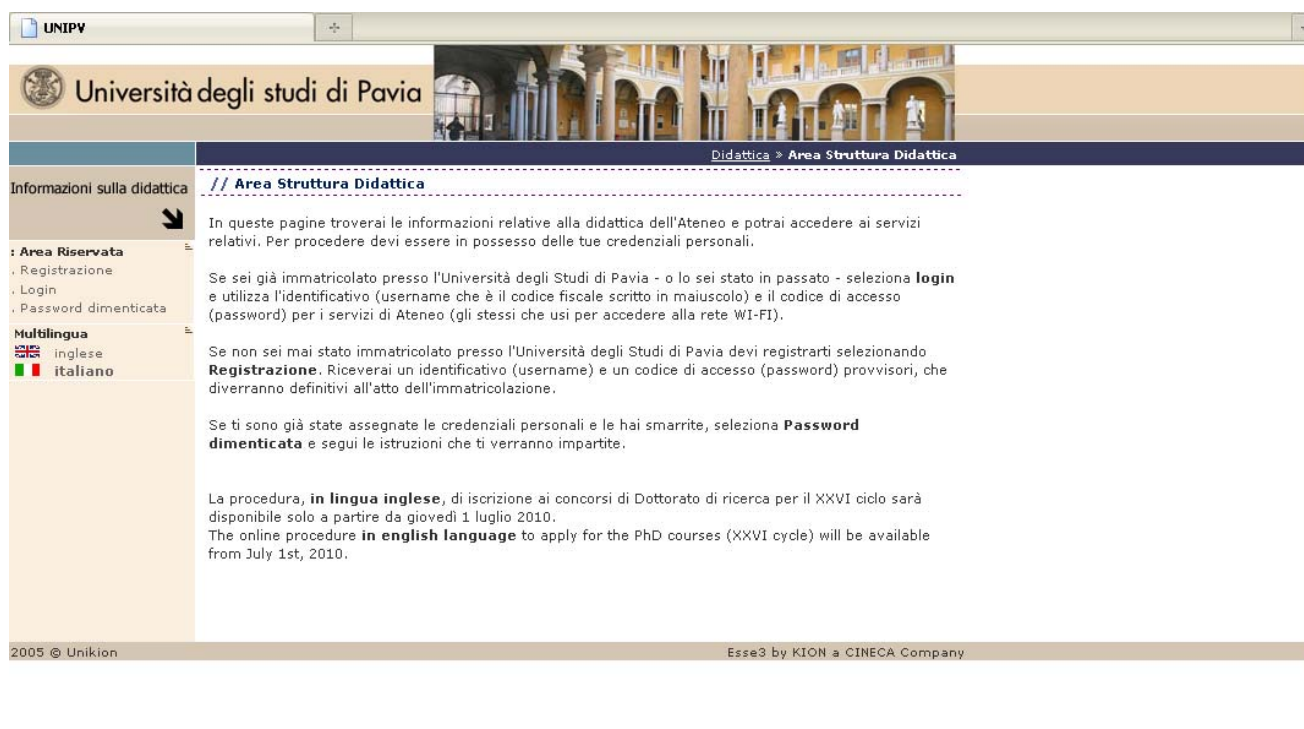 UNIPV
Università degli studi di Pavia
Didattica » Area Struttura Didattica
Informazioni sulla didattica
: Area Riservata
. Registrazione
. Login
. Password dimenticata
Multilingua
inglese
italiano
// Area Struttura Didattica
In queste pagine troverai le informazioni relative alla didattica dell'Ateneo e potrai accedere ai servizi
relativi. Per procedere devi essere in possesso delle tue credenziali personali.
Se sei già immatricolato presso l'Università degli Studi di Pavia - o lo sei stato in passato - seleziona login
e utilizza l'identificativo (username che è il codice fiscale scritto in maiuscolo) e il codice di accesso
(password) per i servizi di Ateneo (gli stessi che usi per accedere alla rete WI-FI).
Se non sei mai stato immatricolato presso l'Università degli Studi di Pavia devi registrarti selezionando
Registrazione. Riceverai un identificativo (username) e un codice di accesso (password) provvisori, che
diverranno definitivi all'atto dell'immatricolazione.
Se ti sono già state assegnate le credenziali personali e le hai smarrite, seleziona Password
dimenticata e segui le istruzioni che ti verranno impartite.
La procedura, in lingua inglese, di iscrizione ai concorsi di Dottorato di ricerca per il XXVI ciclo sarà
disponibile solo a partire da giovedì 1 luglio 2010.
The online procedure in english language to apply for the PhD courses (XXVI cycle) will be available
from July 1st, 2010.
2005 @ Unikion
Esse3 by KION a CINECA Company